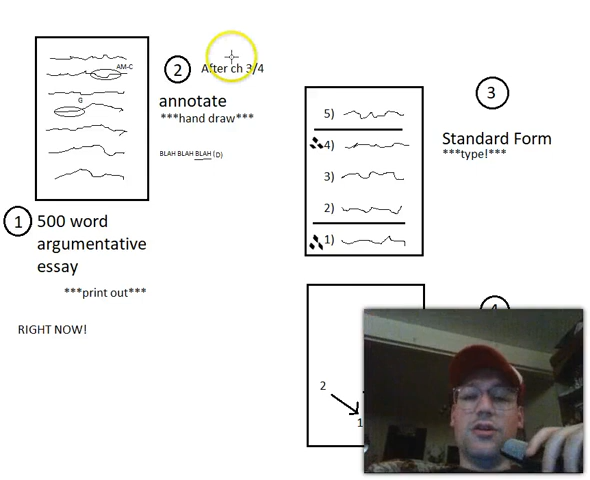 AM-C
G
1
500 word
argumentative
essay
***print out***
RIGHT NOW!
2
After ch 3/4
annotate
***hand draw***
BLAH BLAH BLAH (D)
5)
∴4)
3)
2)
∴1)
3
Standard Form
***type!***
2
1